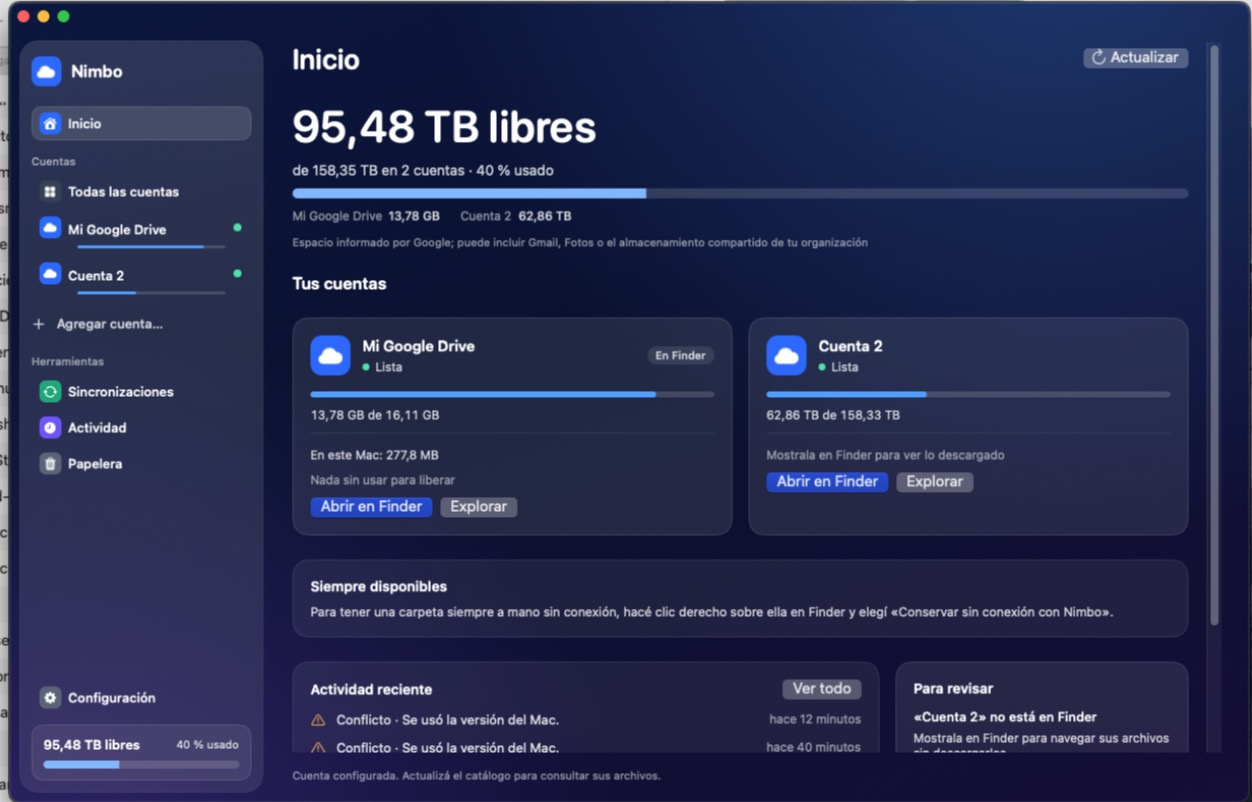 Nimbo
Inicio
Cuentas
Todas las cuentas
Mi Google Drive
Cuenta 2
+ Agregar cuenta...
Herramientas
Sincronizaciones
Actividad
Papelera
Configuración
95,48 TB libres 40 % usado
Inicio
Actualizar
95,48 TB libres
de 158,35 TB en 2 cuentas · 40 % usado
Mi Google Drive 13,78 GB Cuenta 2 62,86 TB
Espacio informado por Google; puede incluir Gmail, Fotos o el almacenamiento compartido de tu organización
Tus cuentas
Mi Google Drive
Lista
En Finder
13,78 GB de 16,11 GB
En este Mac: 277,8 MB
Nada sin usar para liberar
Abrir en Finder Explorar
Cuenta 2
Lista
62,86 TB de 158,33 TB
Mostrala en Finder para ver lo descargado
Abrir en Finder Explorar
Siempre disponibles
Para tener una carpeta siempre a mano sin conexión, hacé clic derecho sobre ella en Finder y elegí «Conservar sin conexión con Nimbo».
Actividad reciente Ver todo
Conflicto · Se usó la versión del Mac. hace 12 minutos
Conflicto · Se usó la versión del Mac. hace 40 minutos
Para revisar
«Cuenta 2» no está en Finder
Mostrala en Finder para navegar sus archivos
Cuenta configurada. Actualizá el catálogo para consultar sus archivos.